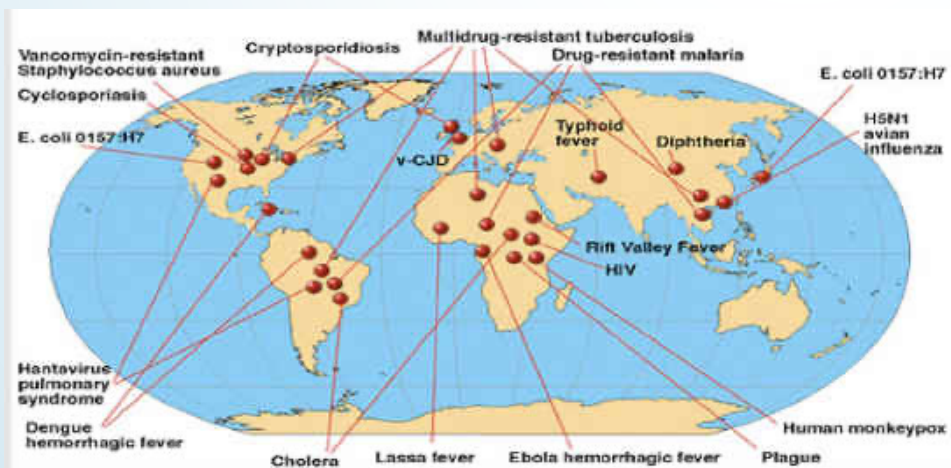 Vancomycin-resistant
Staphylococcus aureus
Cryptosporidiosis
Multidrug-resistant tuberculosis
Drug-resistant malaria
Cyclosporiasis
E. coli 0157:H7
E. coli 0157:H7
H5N1
avian
influenza
v-CJD
Typhoid
fever
Diphtheria
Rift Valley Fever
HIV
Hantavirus
pulmonary
syndrome
Dengue
hemorrhagic fever
Cholera
Lassa fever
Ebola hemorrhagic fever
Plague
Human monkeypox